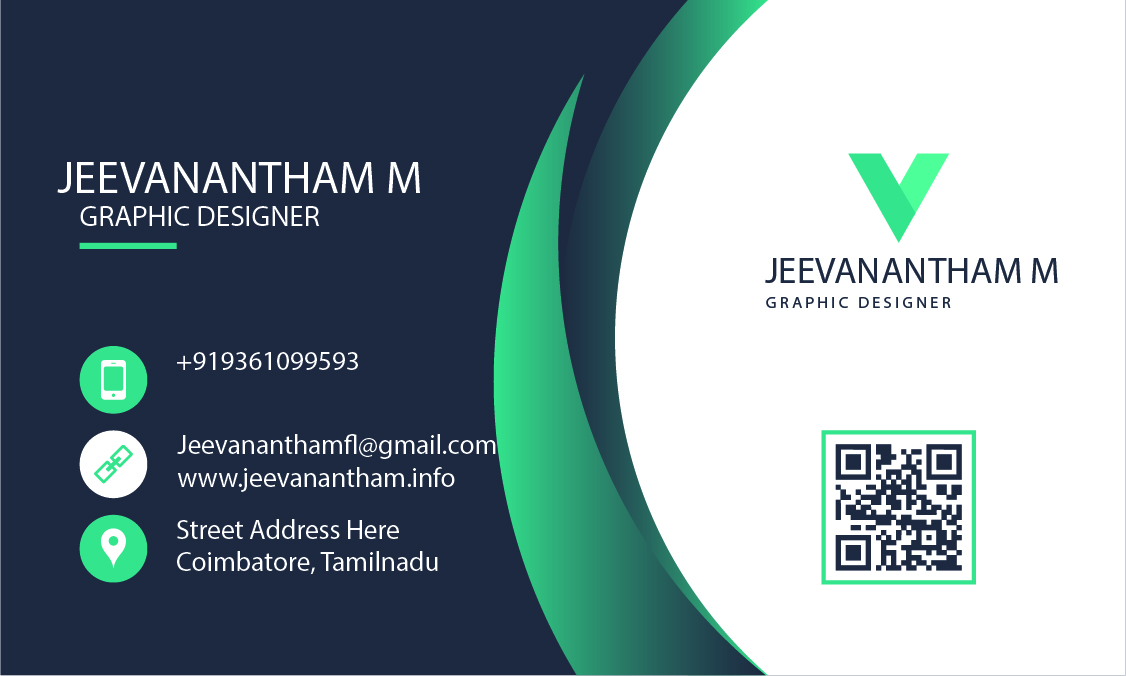 JEEVANANTHAM M
GRAPHIC DESIGNER
+919361099593
Jeevananthamfl@gmail.com
www.jeevanantham.info
Street Address Here
Coimbatore, Tamilnadu
JEEVANANTHAM M
GRAPHIC DESIGNER